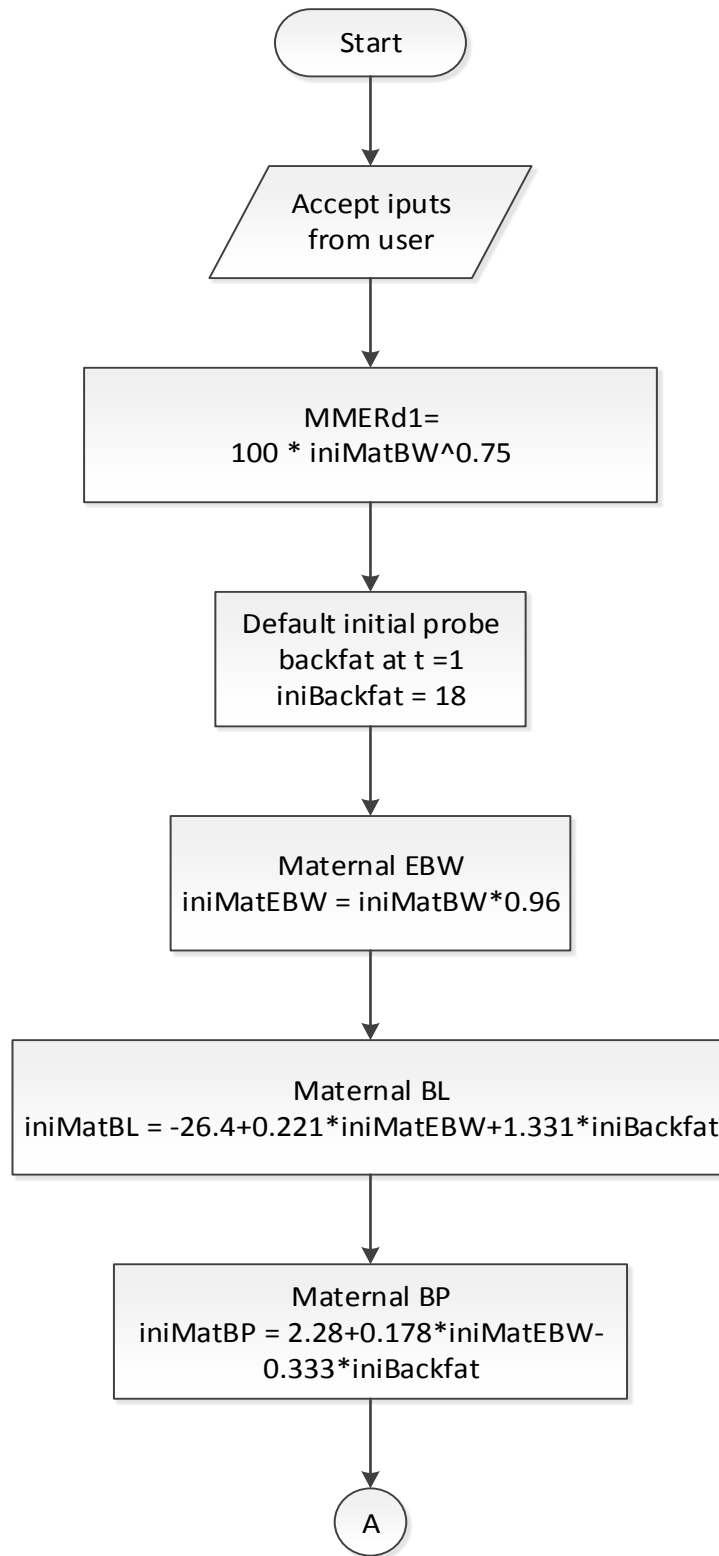 Start
Accept iputs
from user
MMERd1=
100 * iniMatBW^0.75
Default initial probe
backfat at t =1
iniBackfat = 18
Maternal EBW
iniMatEBW = iniMatBW*0.96
Maternal BL
iniMatBL = -26.4+0.221*iniMatEBW+1.331*iniBackfat
Maternal BP
iniMatBP = 2.28+0.178*iniMatEBW-
0.333*iniBackfat
A